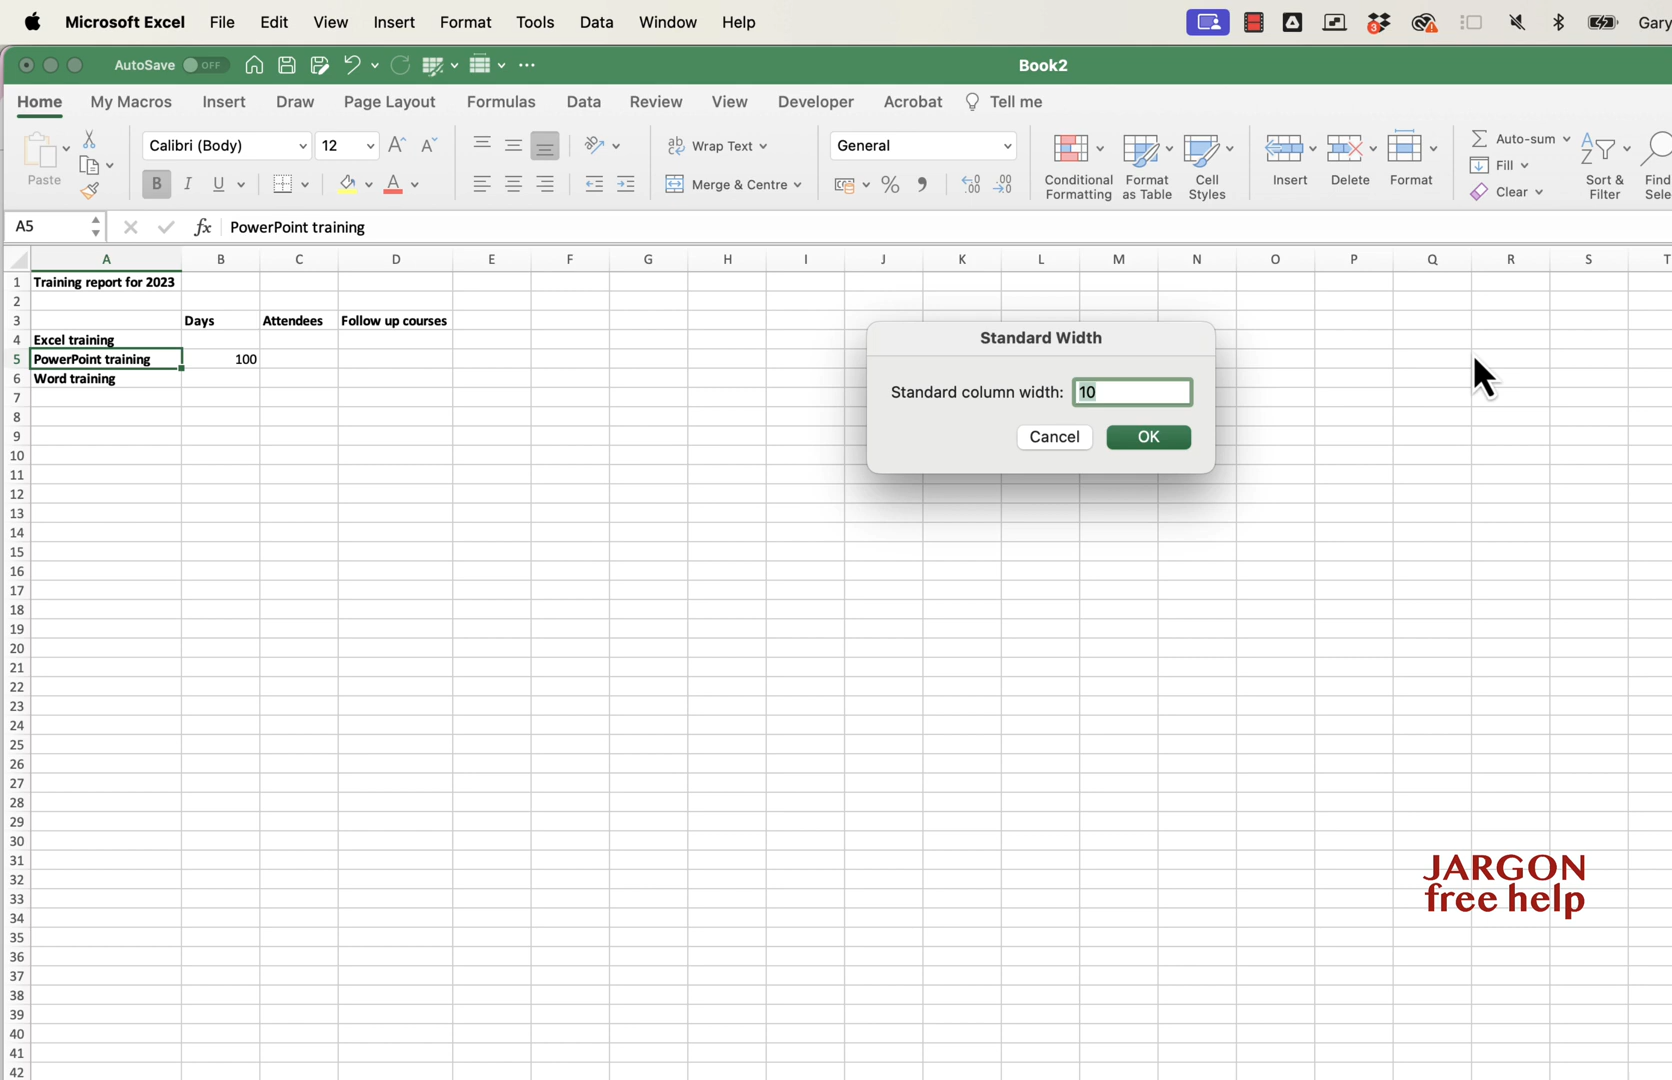 Microsoft Excel File Edit View Insert Format Tools Data Window Help 3 Gary
AutoSave OFF Book2
Home My Macros Insert Draw Page Layout Formulas Data Review View Developer Acrobat Tell me
Paste
Calibri (Body) 12 A A
B I U A
ab Wrap Text
Merge & Centre
General
% .00 .00
Conditional Formatting
Format as Table
Cell Styles
Insert
Delete
Format
Auto-sum
Fill
Clear
Sort & Filter
Find
Sele
A5 fx PowerPoint training
A B C D E F G H I J K L M N O P Q R S T
1 Training report for 2023
2
3 Days Attendees Follow up courses
4 Excel training
5 PowerPoint training 100
6 Word training
7
8
9
10
11
12
13
14
15
16
17
18
19
20
21
22
23
24
25
26
27
28
29
30
31
32
33
34
35
36
37
38
39
40
41
42
Standard Width
Standard column width: 10
Cancel OK
JARGON
free help